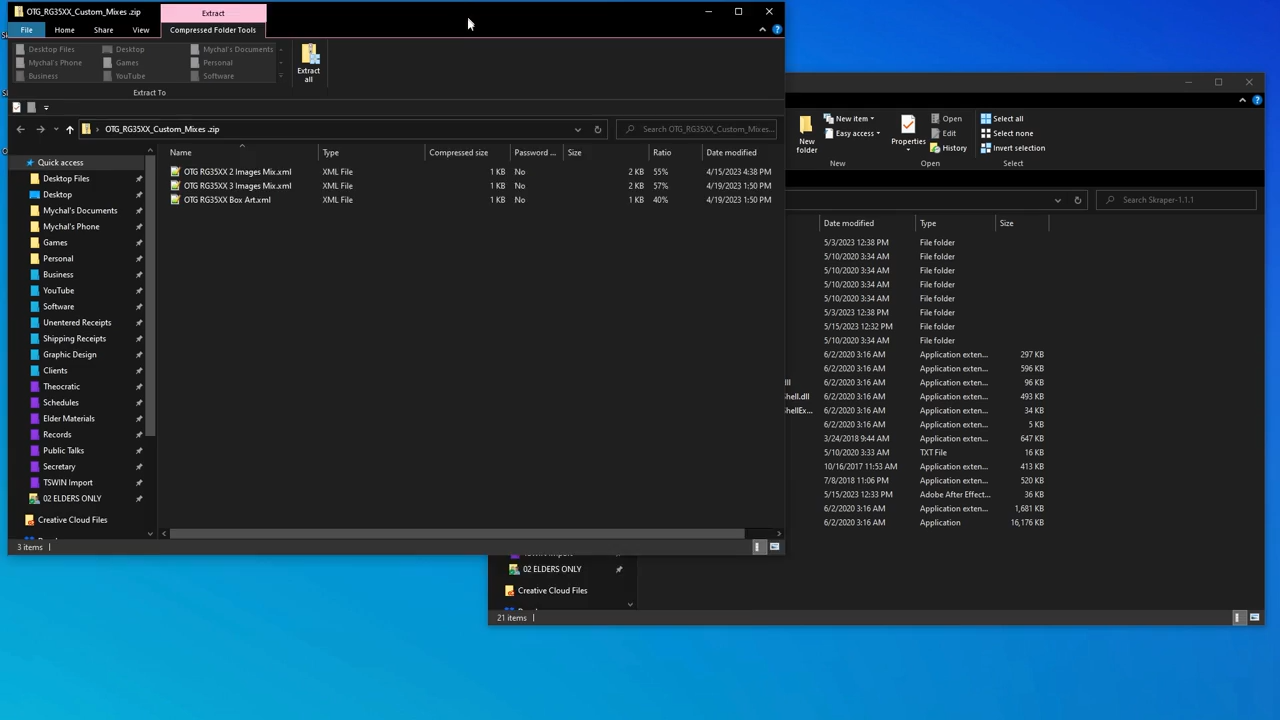 OTG_RG35XX_Custom_Mixes .zip
Extract
File
Home
Share
View
Compressed Folder Tools
Desktop Files
Mychal's Phone
Business
Desktop
Games
YouTube
Mychal's Documents
Personal
Software
Extract
all
Extract To
OTG_RG35XX_Custom_Mixes .zip
Search OTG_RG35XX_Custom_Mixes...
Name
Type
Compressed size
Password ...
Size
Ratio
Date modified
OTG RG35XX 2 Images Mix.xml XML File 1 KB No 2 KB 55% 4/15/2023 4:38 PM
OTG RG35XX 3 Images Mix.xml XML File 1 KB No 2 KB 57% 4/19/2023 1:50 PM
OTG RG35XX Box Art.xml XML File 1 KB No 1 KB 40% 4/19/2023 1:50 PM
Quick access
Desktop Files
Desktop
Mychal's Documents
Mychal's Phone
Games
Personal
Business
YouTube
Software
Unentered Receipts
Shipping Receipts
Graphic Design
Clients
Theocratic
Schedules
Elder Materials
Records
Public Talks
Secretary
TSWIN Import
02 ELDERS ONLY
Creative Cloud Files
3 items
New
folder
New item
Easy access
New
Properties
Open
Edit
History
Open
Select all
Select none
Invert selection
Select
Search Skraper-1.1.1
Date modified
Type
Size
5/3/2023 12:38 PM File folder
5/10/2020 3:34 AM File folder
5/10/2020 3:34 AM File folder
5/10/2020 3:34 AM File folder
5/10/2020 3:34 AM File folder
5/3/2023 12:38 PM File folder
5/15/2023 12:32 PM File folder
5/10/2020 3:34 AM File folder
6/2/2020 3:16 AM Application exten... 297 KB
6/2/2020 3:16 AM Application exten... 596 KB
6/2/2020 3:16 AM Application exten... 96 KB
Shell.dll 6/2/2020 3:16 AM Application exten... 493 KB
ShellEx... 6/2/2020 3:16 AM Application exten... 34 KB
6/2/2020 3:16 AM Application exten... 5 KB
3/24/2018 9:44 AM Application exten... 647 KB
5/10/2020 3:33 AM TXT File 16 KB
10/16/2017 11:53 AM Application exten... 413 KB
7/8/2018 11:06 PM Application exten... 520 KB
5/15/2023 12:33 PM Adobe After Effect... 36 KB
6/2/2020 3:16 AM Application exten... 1,681 KB
6/2/2020 3:16 AM Application 16,176 KB
02 ELDERS ONLY
Creative Cloud Files
21 items